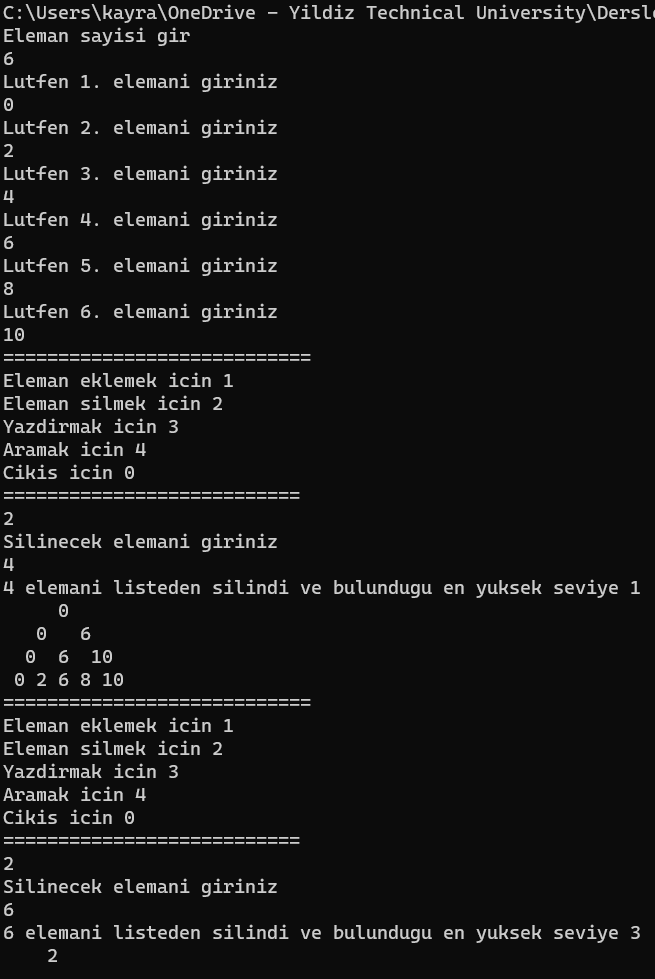 C:\Users\kayra\OneDrive - Yildiz Technical University\Dersl
Eleman sayisi gir
6
Lutfen 1. elemani giriniz
0
Lutfen 2. elemani giriniz
2
Lutfen 3. elemani giriniz
4
Lutfen 4. elemani giriniz
6
Lutfen 5. elemani giriniz
8
Lutfen 6. elemani giriniz
10
============================
Eleman eklemek icin 1
Eleman silmek icin 2
Yazdirmak icin 3
Aramak icin 4
Cikis icin 0
===========================
2
Silinecek elemani giriniz
4
4 elemani listeden silindi ve bulundugu en yuksek seviye 1
     0
   0   6
  0  6  10
 0 2 6 8 10
============================
Eleman eklemek icin 1
Eleman silmek icin 2
Yazdirmak icin 3
Aramak icin 4
Cikis icin 0
===========================
2
Silinecek elemani giriniz
6
6 elemani listeden silindi ve bulundugu en yuksek seviye 3
    2